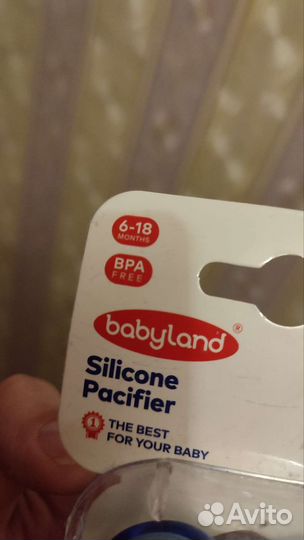 6-18
MONTHS
BPA
FREE
babyland®
Silicone
Pacifier
1 THE BEST
FOR YOUR BABY
Avito